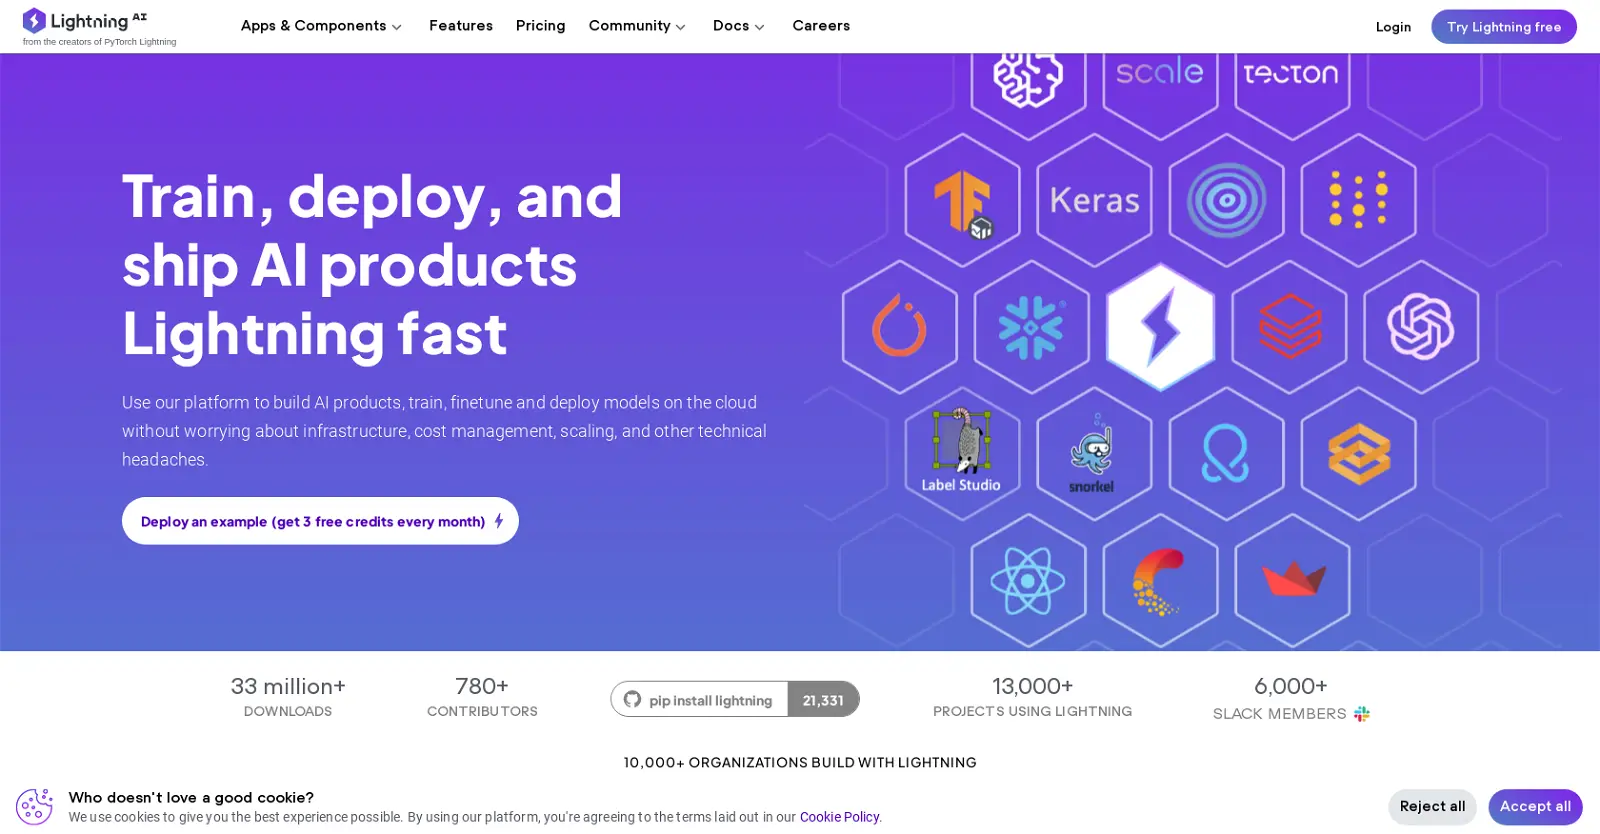 Lightning AI
from the creators of PyTorch Lightning
Apps & Components
Features
Pricing
Community
Docs
Careers
Login
Try Lightning free
scale
tecton
Train, deploy, and
ship AI products
Lightning fast
Keras
Use our platform to build AI products, train, finetune and deploy models on the cloud
without worrying about infrastructure, cost management, scaling, and other technical
headaches.
Label Studio
snorkel
Deploy an example (get 3 free credits every month)
33 million+
DOWNLOADS
780+
CONTRIBUTORS
pip install lightning
21,331
13,000+
PROJECTS USING LIGHTNING
6,000+
SLACK MEMBERS
10,000+ ORGANIZATIONS BUILD WITH LIGHTNING
Who doesn't love a good cookie?
We use cookies to give you the best experience possible. By using our platform, you're agreeing to the terms laid out in our Cookie Policy.
Reject all
Accept all